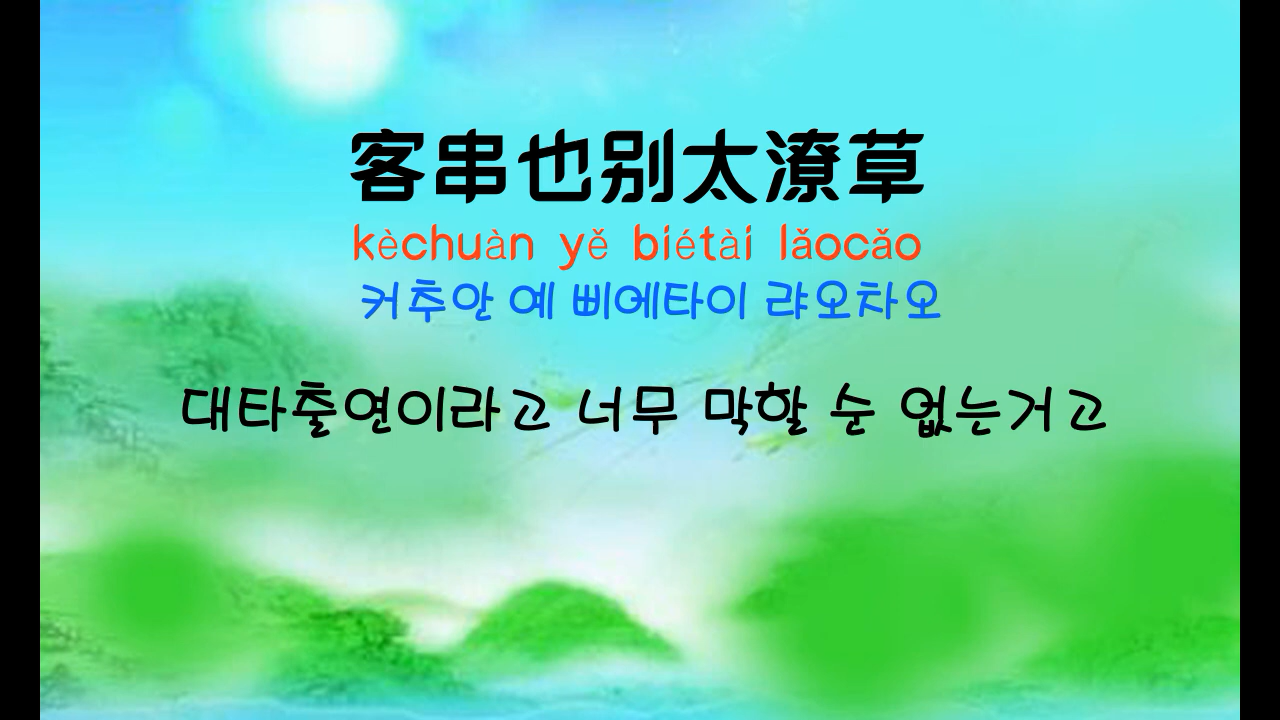 客串也别太潦草
kèchuàn yě biétài lǎocǎo
커추안 예 삐에타이 랴오차오
대타출연이라고 너무 막할 순 없는거고